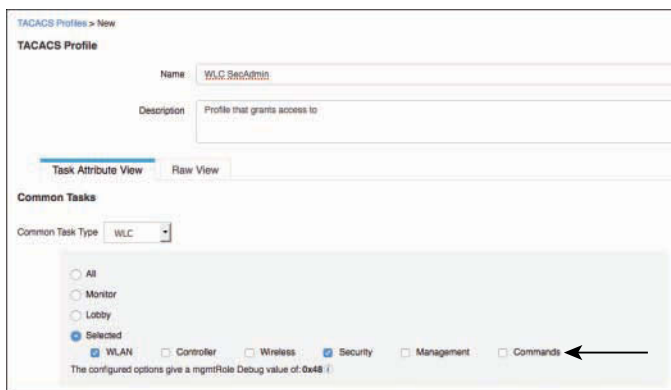 TACACS Profiles > New
TACACS Profile
Name WLC SecAdmin
Description Profile that grants access to
Task Attribute View Raw View
Common Tasks
Common Task Type WLC
All
Monitor
Lobby
Selected
WLAN Controller Wireless Security Management Commands
The configured options give a mgmtRole Debug value of: 0x48 i